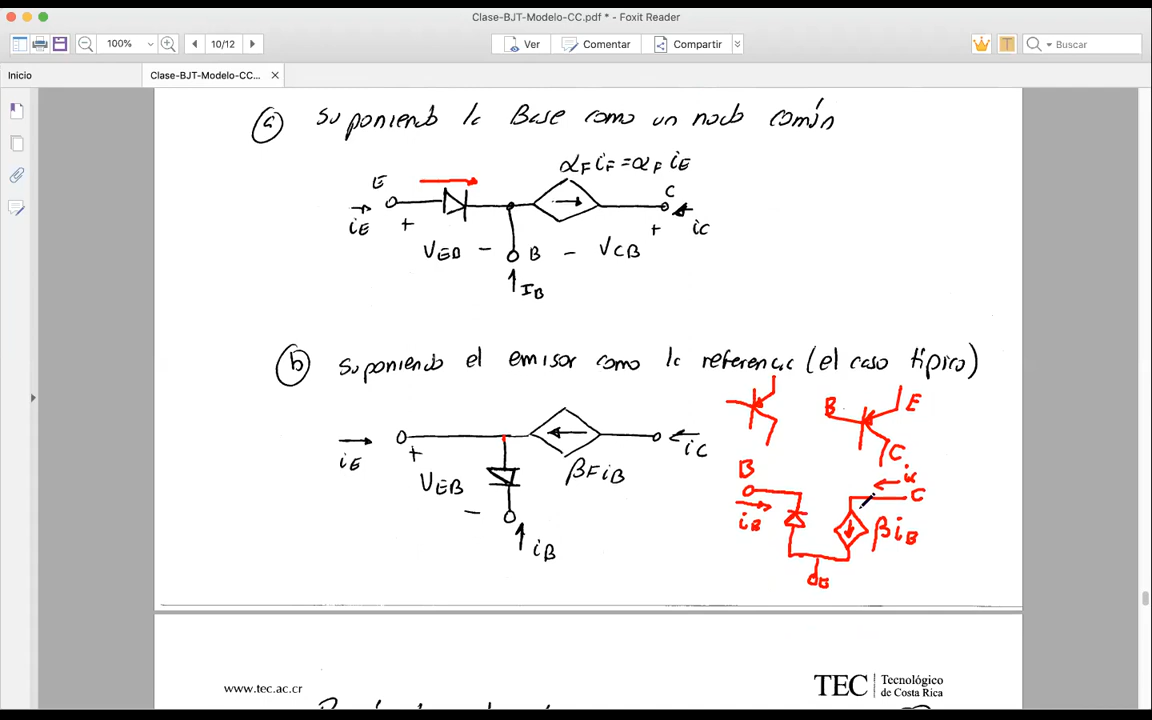 Clase-BJT-Modelo-CC.pdf * - Foxit Reader
100%
10/12
Ver
Comentar
Compartir
T
Buscar
Inicio
Clase-BJT-Modelo-CC...
a Suponiendo la Base como un nodo común
αF iF = αF iE
E
C
iE
+
+
iC
VEB - B - VCB
IB
b Suponiendo el emisor como la referencia (el caso típico)
B E
C
iE
+
iC
VEB
βF iB
-
iB
B
iC
C
iB
β iB
www.tec.ac.cr
TEC | Tecnológico
de Costa Rica